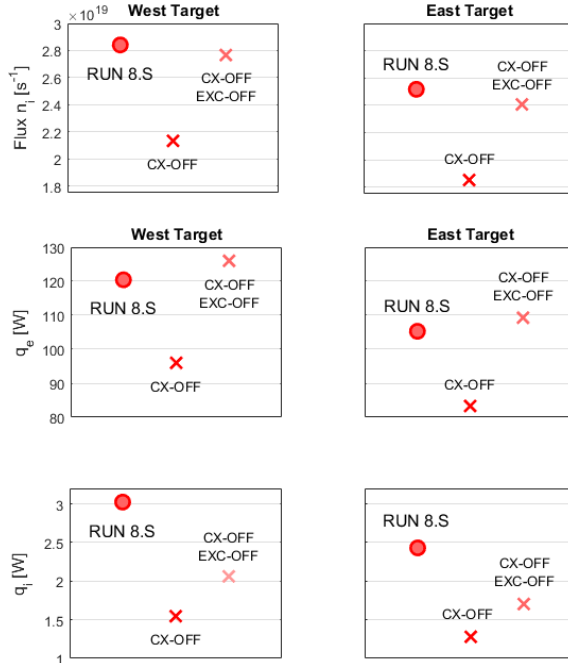 West Target
East Target
×10^19
3
2.8
2.6
2.4
2.2
2
1.8
Flux n_i [s^-1]
RUN 8.S
CX-OFF
EXC-OFF
CX-OFF
RUN 8.S
CX-OFF
EXC-OFF
CX-OFF
West Target
East Target
130
120
110
100
90
80
q_e [W]
RUN 8.S
CX-OFF
EXC-OFF
CX-OFF
RUN 8.S
CX-OFF
EXC-OFF
CX-OFF
3
2.5
2
1.5
1
q_i [W]
RUN 8.S
CX-OFF
EXC-OFF
CX-OFF
RUN 8.S
CX-OFF
EXC-OFF
CX-OFF